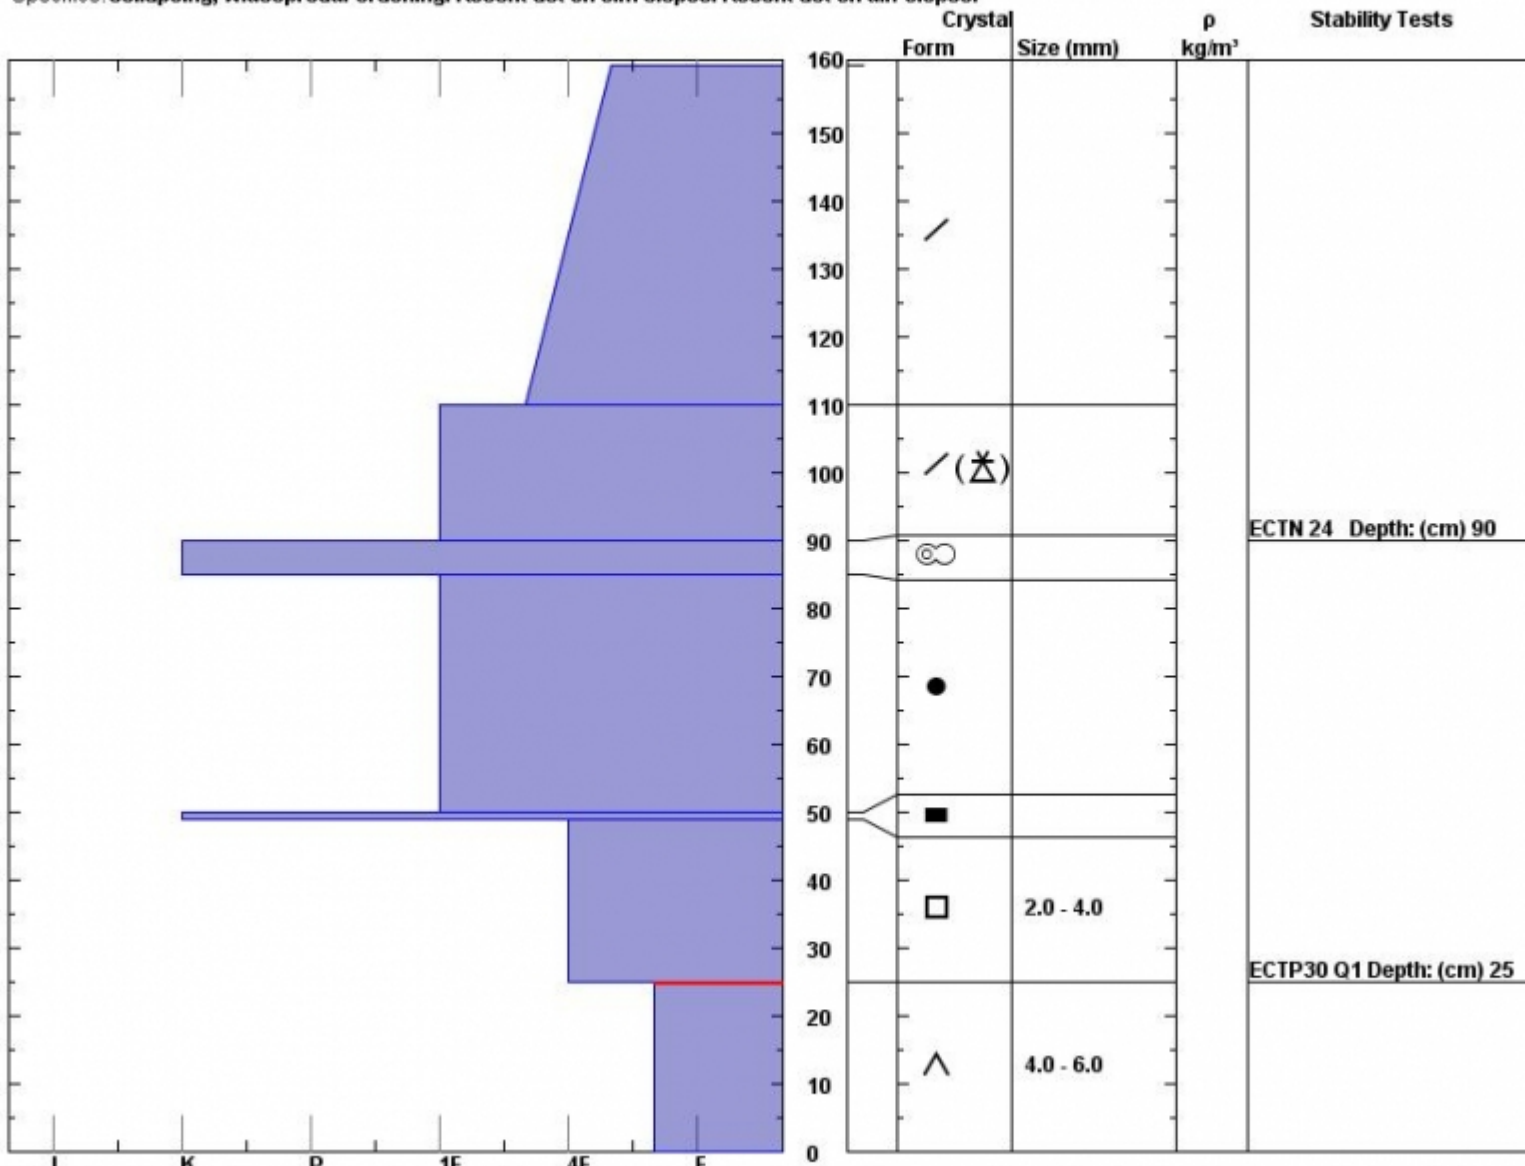 Crystal ρ Stability Tests
Form Size (mm) kg/m³
160
150
140
130
120
110
100
ECTN 24 Depth: (cm) 90
90
80
70
60
50
40
2.0 - 4.0
30
ECTP30 Q1 Depth: (cm) 25
20
4.0 - 6.0
10
0
I K P 1F 4F F